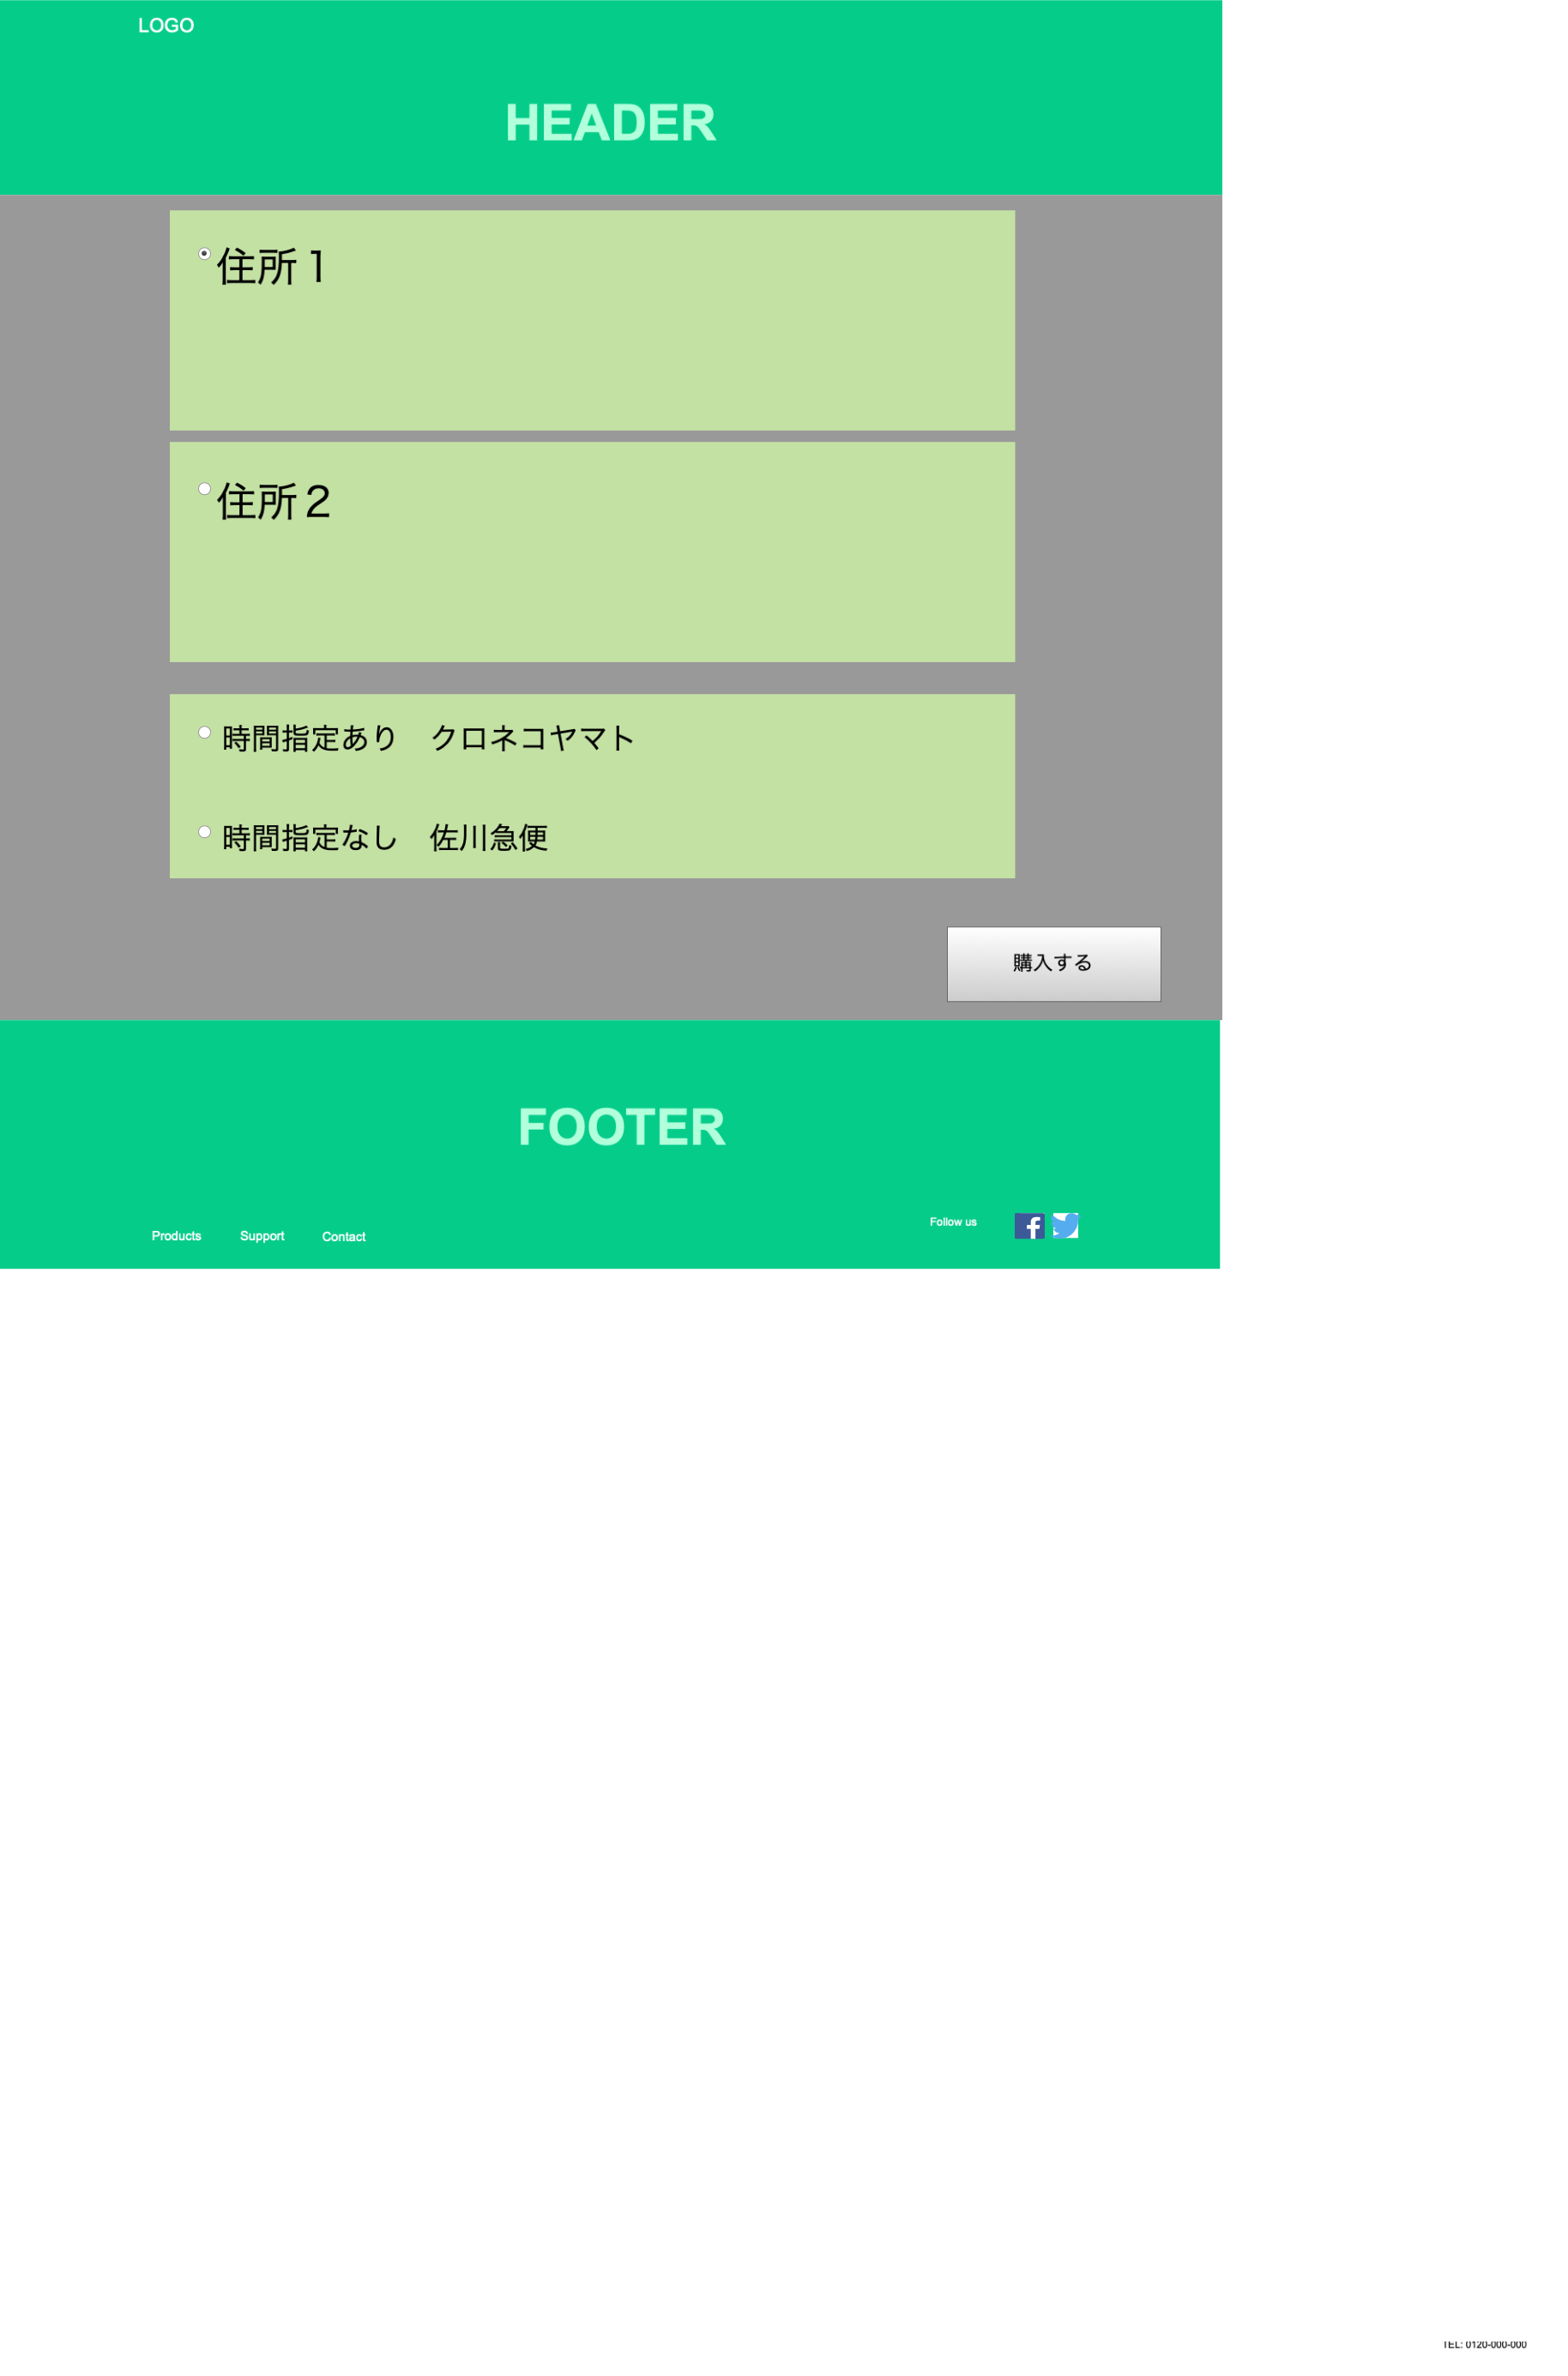 LOGO
HEADER
住所１
住所２
時間指定あり　クロネコヤマト
時間指定なし　佐川急便
購入する
FOOTER
Products Support Contact
Follow us
TEL: 0120-000-000